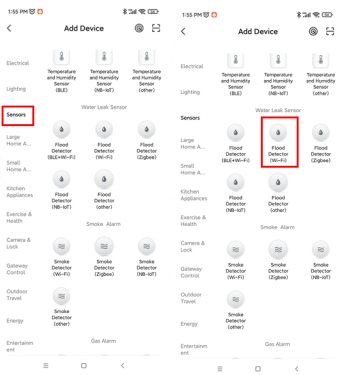 1:55 PM
Add Device
Electrical
Lighting
Sensors
Large
Home A...
Small
Home A...
Kitchen
Appliances
Exercise &
Health
Camera &
Lock
Gateway
Control
Outdoor
Travel
Energy
Entertainm
ent
Temperature
and Humidity
Sensor
(BLE)
Temperature
and Humidity
Sensor
(NB-IoT)
Temperature
and Humidity
Sensor
(other)
Water Leak Sensor
Flood
Detector
(BLE+Wi-Fi)
Flood
Detector
(Wi-Fi)
Flood
Detector
(Zigbee)
Flood
Detector
(NB-IoT)
Flood
Detector
(other)
Smoke Alarm
Smoke
Detector
(Wi-Fi)
Smoke
Detector
(Zigbee)
Smoke
Detector
(NB-IoT)
Smoke
Detector
(other)
Gas Alarm
1:55 PM
Add Device
Electrical
Lighting
Sensors
Large
Home A...
Small
Home A...
Kitchen
Appliances
Exercise &
Health
Camera &
Lock
Gateway
Control
Outdoor
Travel
Energy
Entertainm
ent
Temperature
and Humidity
Sensor
(BLE)
Temperature
and Humidity
Sensor
(NB-IoT)
Temperature
and Humidity
Sensor
(other)
Water Leak Sensor
Flood
Detector
(BLE+Wi-Fi)
Flood
Detector
(Wi-Fi)
Flood
Detector
(Zigbee)
Flood
Detector
(NB-IoT)
Flood
Detector
(other)
Smoke Alarm
Smoke
Detector
(Wi-Fi)
Smoke
Detector
(Zigbee)
Smoke
Detector
(NB-IoT)
Smoke
Detector
(other)
Gas Alarm